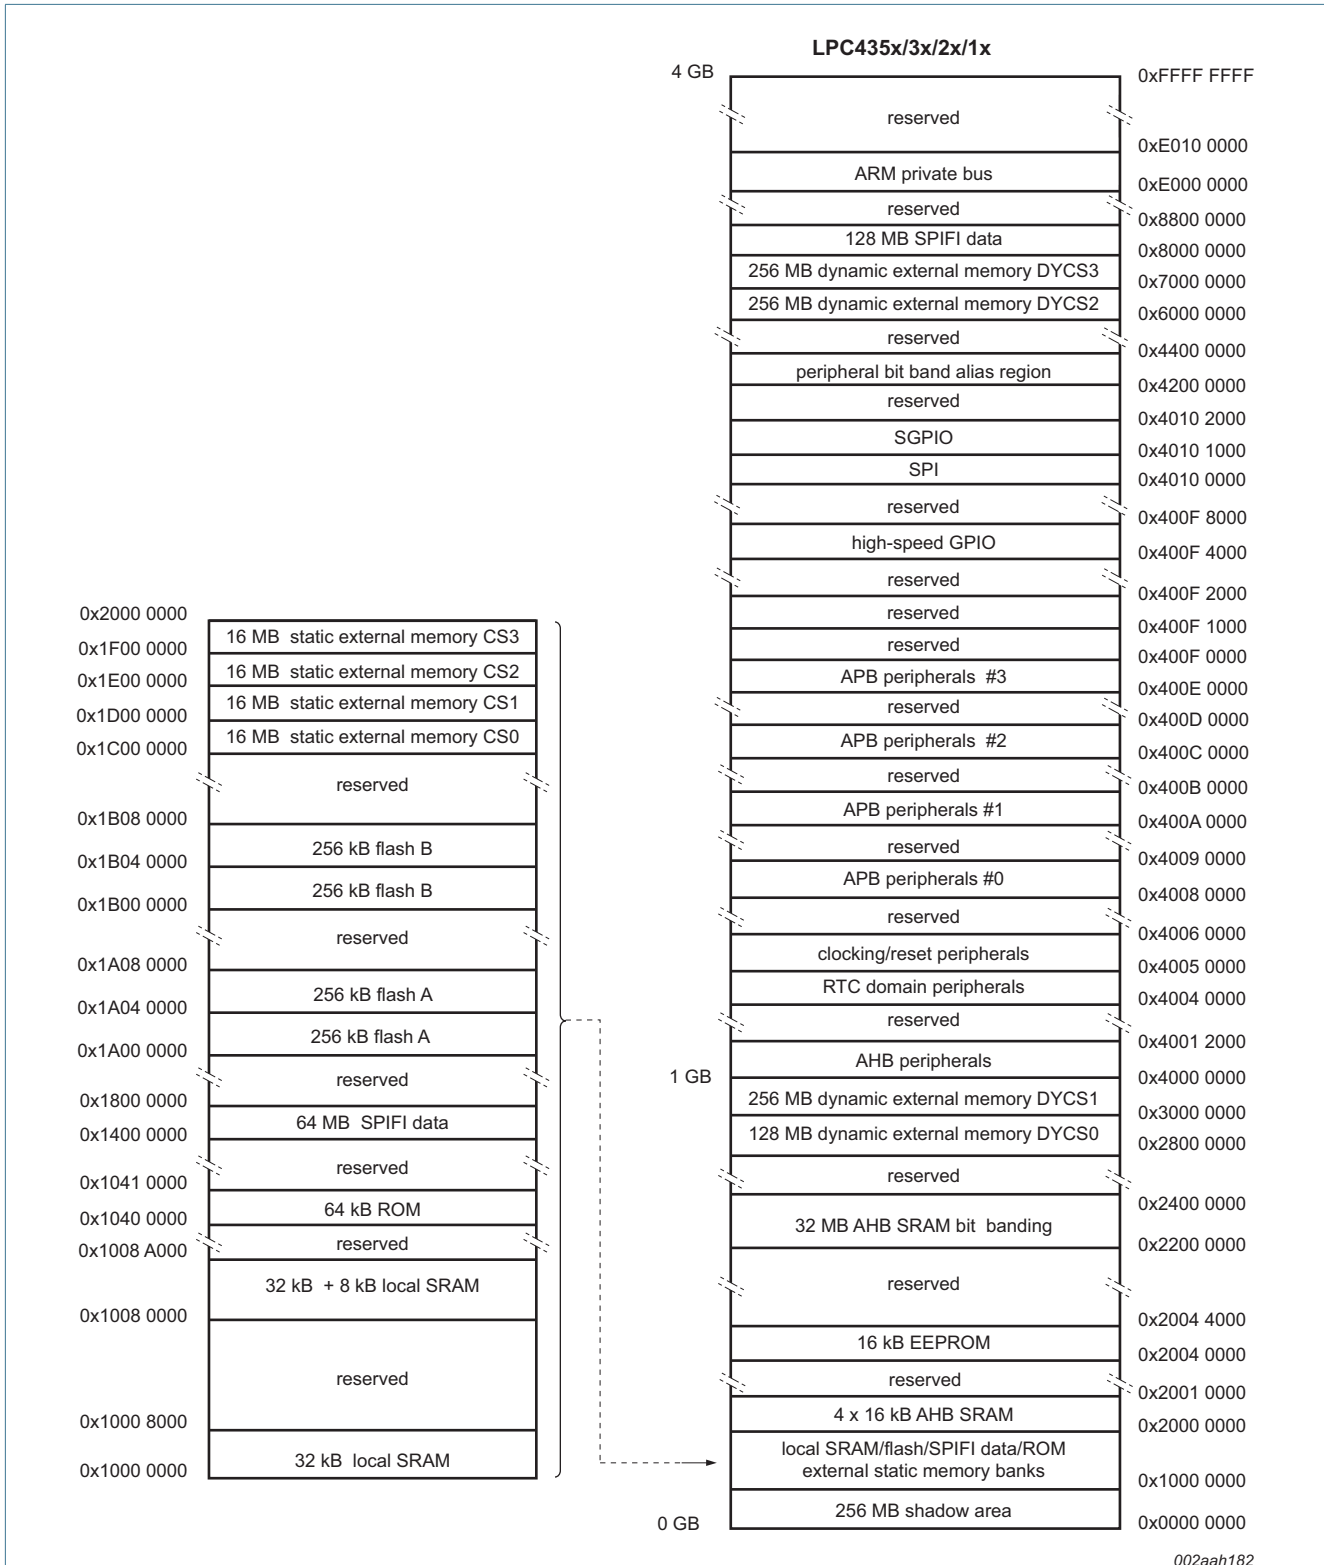 LPC435x/3x/2x/1x
4 GB
0xFFFF FFFF
reserved
0xE010 0000
ARM private bus
0xE000 0000
reserved
0x8800 0000
128 MB SPIFI data
0x8000 0000
256 MB dynamic external memory DYCS3
0x7000 0000
256 MB dynamic external memory DYCS2
0x6000 0000
reserved
0x4400 0000
peripheral bit band alias region
0x4200 0000
reserved
0x4010 2000
SGPIO
0x4010 1000
SPI
0x4010 0000
reserved
0x400F 8000
high-speed GPIO
0x400F 4000
reserved
0x400F 2000
reserved
0x400F 1000
reserved
0x400F 0000
APB peripherals #3
0x400E 0000
reserved
0x400D 0000
APB peripherals #2
0x400C 0000
reserved
0x400B 0000
APB peripherals #1
0x400A 0000
reserved
0x4009 0000
APB peripherals #0
0x4008 0000
reserved
0x4006 0000
clocking/reset peripherals
0x4005 0000
RTC domain peripherals
0x4004 0000
reserved
0x4001 2000
AHB peripherals
1 GB
0x4000 0000
256 MB dynamic external memory DYCS1
0x3000 0000
128 MB dynamic external memory DYCS0
0x2800 0000
reserved
0x2400 0000
32 MB AHB SRAM bit banding
0x2200 0000
reserved
0x2004 4000
16 kB EEPROM
0x2004 0000
reserved
0x2001 0000
4 x 16 kB AHB SRAM
0x2000 0000
local SRAM/flash/SPIFI data/ROM
external static memory banks
0x1000 0000
256 MB shadow area
0 GB
0x0000 0000
0x2000 0000
16 MB static external memory CS3
0x1F00 0000
16 MB static external memory CS2
0x1E00 0000
16 MB static external memory CS1
0x1D00 0000
16 MB static external memory CS0
0x1C00 0000
reserved
0x1B08 0000
256 kB flash B
0x1B04 0000
256 kB flash B
0x1B00 0000
reserved
0x1A08 0000
256 kB flash A
0x1A04 0000
256 kB flash A
0x1A00 0000
reserved
0x1800 0000
64 MB SPIFI data
0x1400 0000
reserved
0x1041 0000
64 kB ROM
0x1040 0000
reserved
0x1008 A000
32 kB + 8 kB local SRAM
0x1008 0000
reserved
0x1000 8000
32 kB local SRAM
0x1000 0000
002aah182